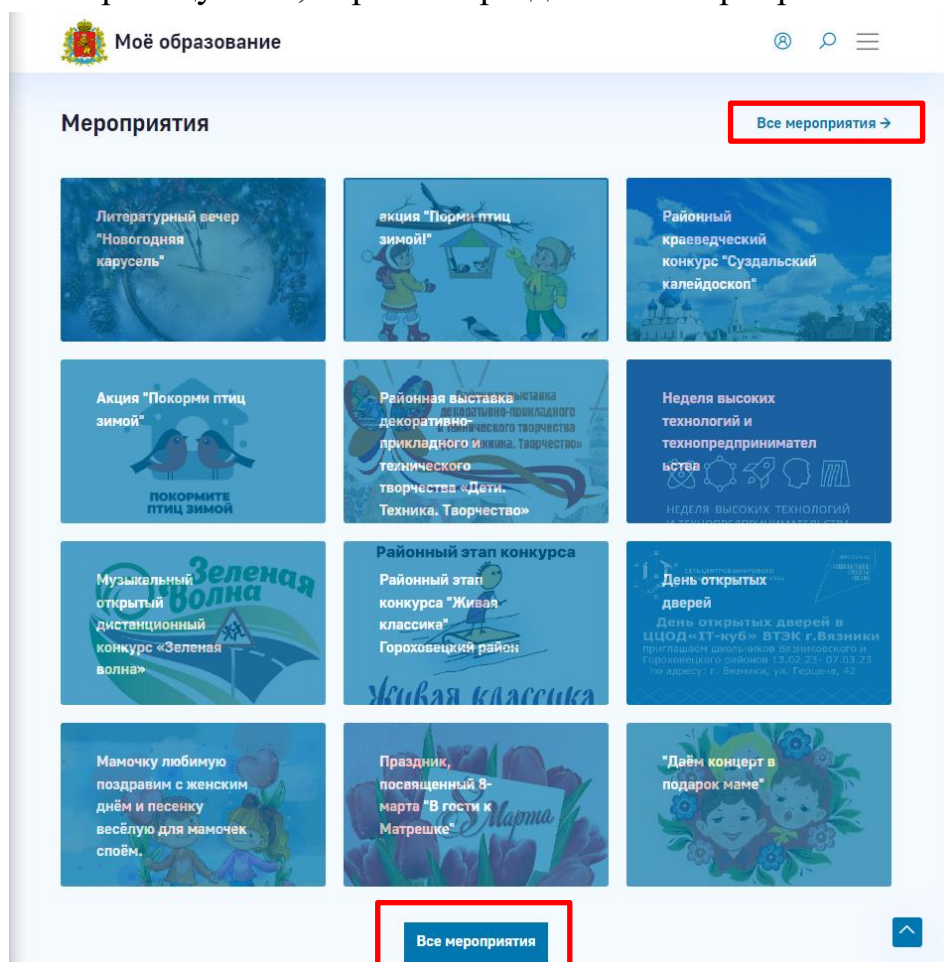 Моё образование
Мероприятия
Все мероприятия →
Литературный вечер
"Новогодняя
карусель"
акция "Порми птиц
зимой!"
Районный
краеведческий
конкурс "Суздальский
калейдоскоп"
Акция "Покорми птиц
зимой"
ПОКОРМИТЕ
ПТИЦ ЗИМОЙ
Районная выставка
декоративно-
прикладного и
технического
творчества «Дети.
Техника. Творчество»
Неделя высоких
технологий и
технопредпринимател
ьства
НЕДЕЛЯ ВЫСОКИХ ТЕХНОЛОГИЙ
И ТЕХНОПРЕДПРИНИМАТЕЛЬСТВА
Зеленая
Волна
Музыкальный
открытый
дистанционный
конкурс «Зеленая
волна»
Районный этап конкурса
Районный этап
конкурса "Живая
классика"
Гороховецкий район
Живая классика
День открытых
дверей
День открытых дверей в
ЦЦОД«IT-куб» ВТЭК г.Вязники
приглашаем школьников Вязниковского и
Гороховецкого районов 13.02.23- 07.03.23
по адресу: г. Вязники, ул. Герцена, 42
Мамочку любимую
поздравим с женским
днём и песенку
весёлую для мамочек
споём.
Праздник,
посвященный 8-
марта "В гости к
Матрешке"
8 Марта
"Даём концерт в
подарок маме"
Все мероприятия